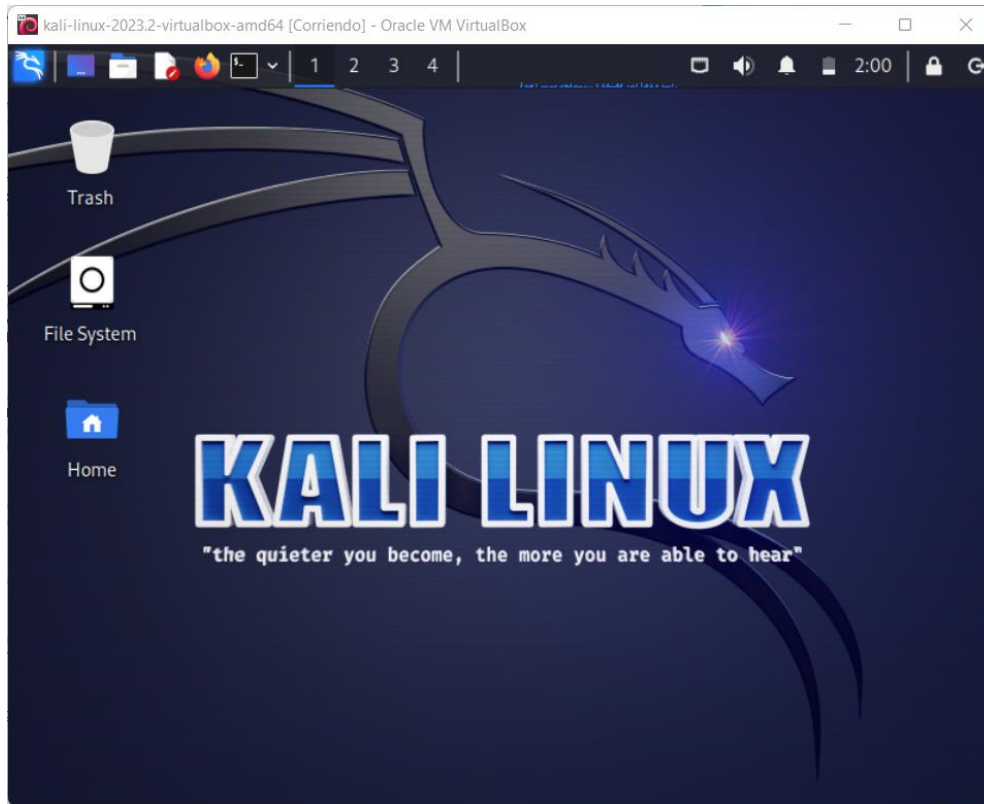 kali-linux-2023.2-virtualbox-amd64 [Corriendo] - Oracle VM VirtualBox
1 2 3 4 2:00
Trash
File System
Home
KALI LINUX
"the quieter you become, the more you are able to hear"